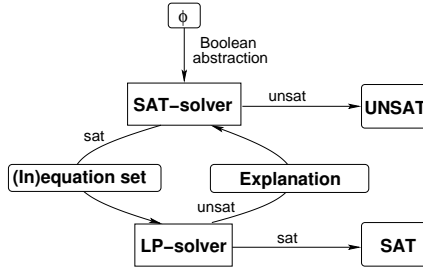 ϕ
Boolean
abstraction
SAT–solver
unsat
UNSAT
sat
(In)equation set
Explanation
unsat
LP–solver
sat
SAT